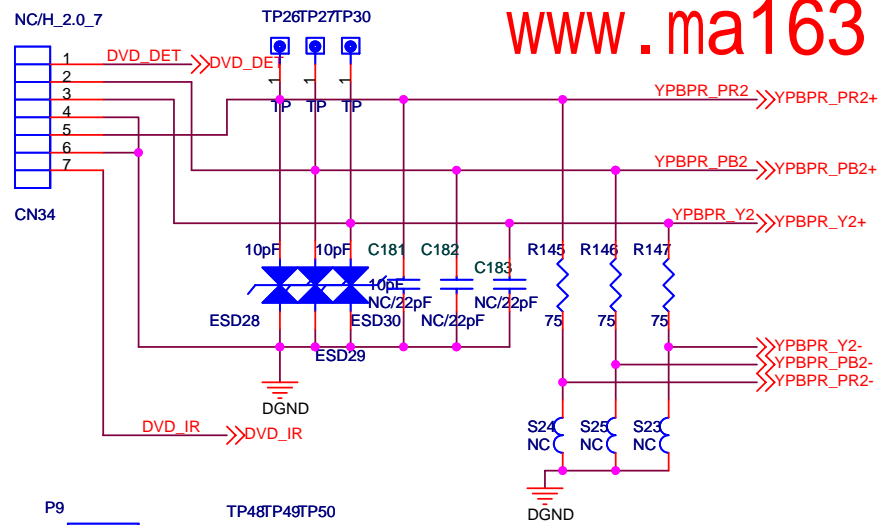 www.ma163
NC/H_2.0_7
TP26TP27TP30
1 DVD_DET DVD_DET
2
3
4
5
6
7
CN34
1 1 1
TP TP TP
YPBPR_PR2 YPBPR_PR2+
YPBPR_PB2 YPBPR_PB2+
YPBPR_Y2 YPBPR_Y2+
10pF 10pF C181 C182 R145 R146 R147
C183
10pF
NC/22pF NC/22pF
ESD28 ESD30 NC/22pF 75 75 75
ESD29
YPBPR_Y2-
YPBPR_PB2-
YPBPR_PR2-
DGND
DVD_IR DVD_IR
S24 S25 S23
NC NC NC
P9 TP48TP49TP50
DGND